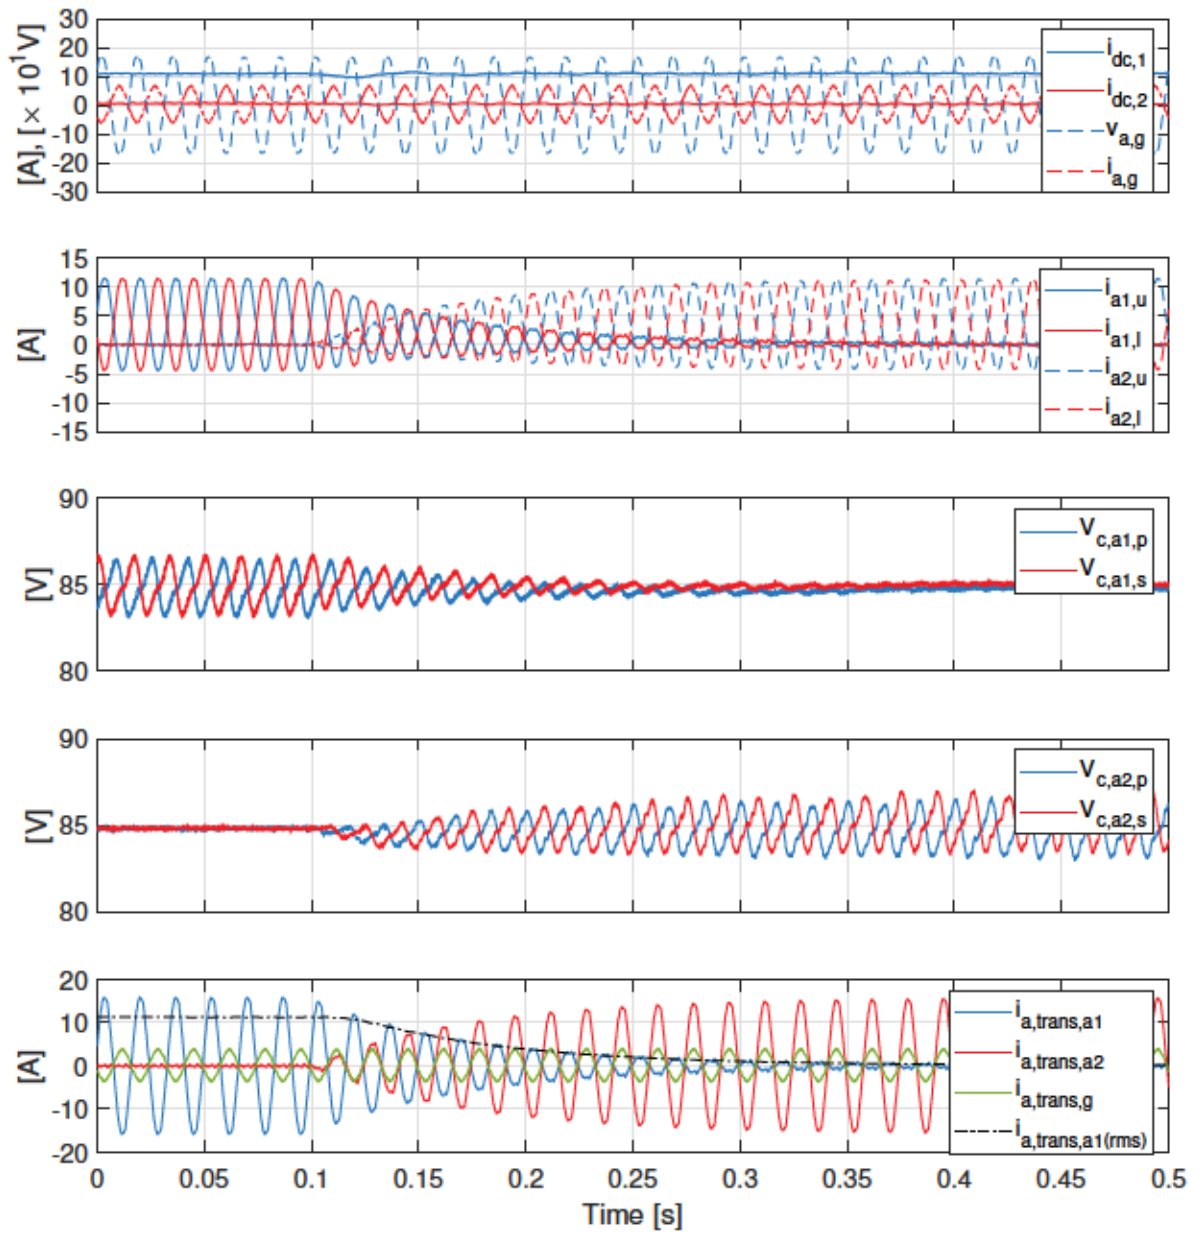 30
20
10
0
-10
-20
-30
[A], [× 10¹V]
i_dc,1
i_dc,2
v_a,g
i_a,g
15
10
5
0
-5
-10
-15
[A]
i_a1,u
i_a1,l
i_a2,u
i_a2,l
90
85
80
[V]
V_c,a1,p
V_c,a1,s
90
85
80
[V]
V_c,a2,p
V_c,a2,s
20
10
0
-10
-20
[A]
i_a,trans,a1
i_a,trans,a2
i_a,trans,g
i_a,trans,a1(rms)
0 0.05 0.1 0.15 0.2 0.25 0.3 0.35 0.4 0.45 0.5
Time [s]